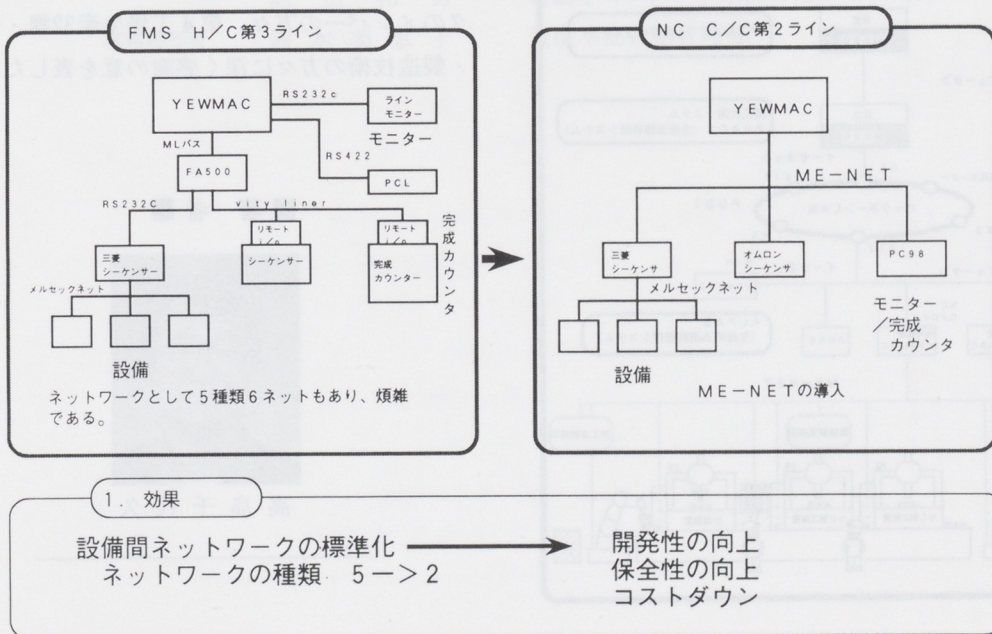 FMS H/C第3ライン
YEWMAC
RS232c
ライン
モニター
モニター
MLバス
RS422
FA500
PCL
RS232C
vityliner
リモート
i/o
リモート
i/o
三菱
シーケンサー
シーケンサー
完成
カウンター
完成カウンタ
メルセックネット
設備
ネットワークとして5種類6ネットもあり、煩雑
である。
NC C/C第2ライン
YEWMAC
ME-NET
三菱
シーケンサ
オムロン
シーケンサ
PC98
メルセックネット
モニター
/完成
カウンタ
設備
ME-NETの導入
1. 効果
設備間ネットワークの標準化
ネットワークの種類 5->2
開発性の向上
保全性の向上
コストダウン